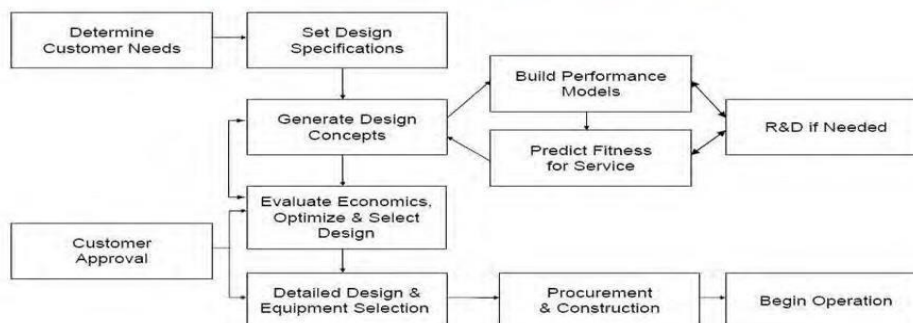 Determine
Customer Needs
Set Design
Specifications
Build Performance
Models
Generate Design
Concepts
R&D if Needed
Predict Fitness
for Service
Evaluate Economics,
Optimize & Select
Design
Customer
Approval
Detailed Design &
Equipment Selection
Procurement
& Construction
Begin Operation